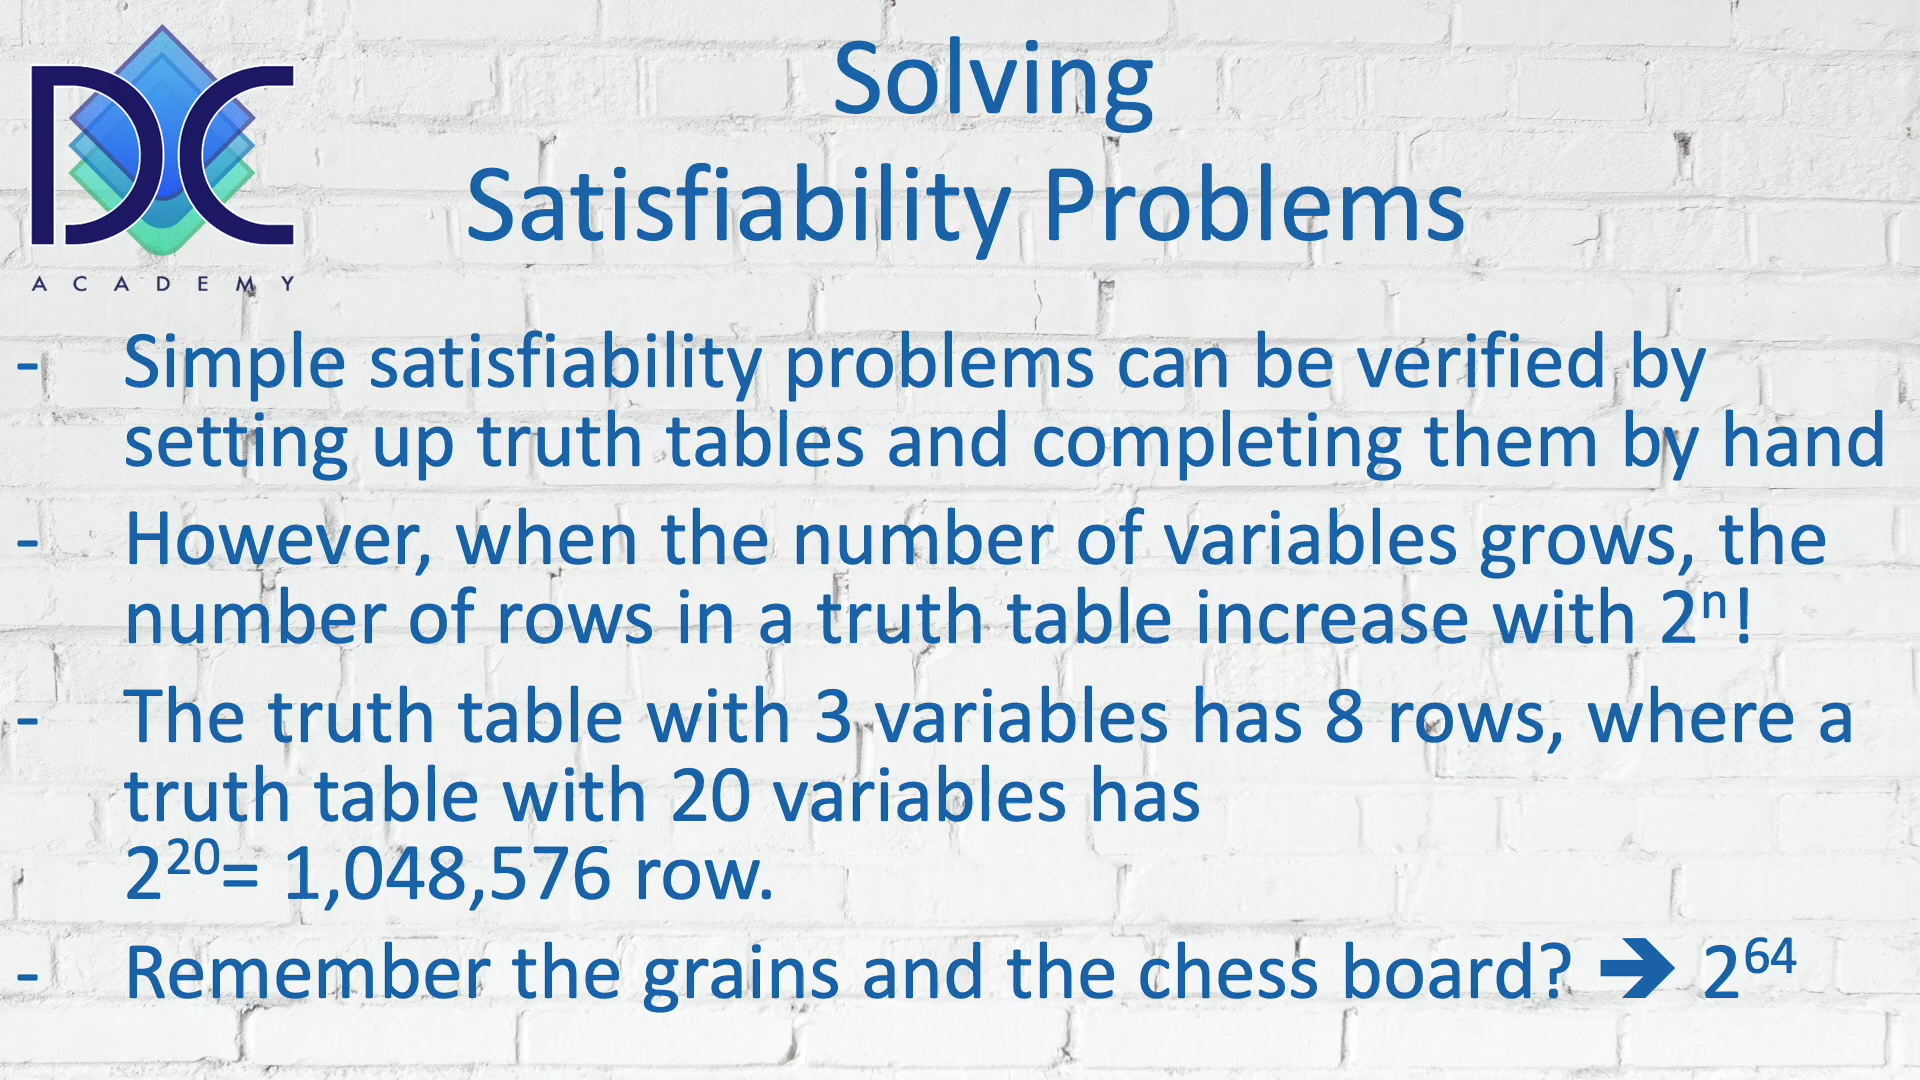 DC
ACADEMY
Solving
Satisfiability Problems
- Simple satisfiability problems can be verified by
setting up truth tables and completing them by hand
- However, when the number of variables grows, the
number of rows in a truth table increase with 2ⁿ!
- The truth table with 3 variables has 8 rows, where a
truth table with 20 variables has
2²⁰= 1,048,576 row.
- Remember the grains and the chess board? ➔ 2⁶⁴